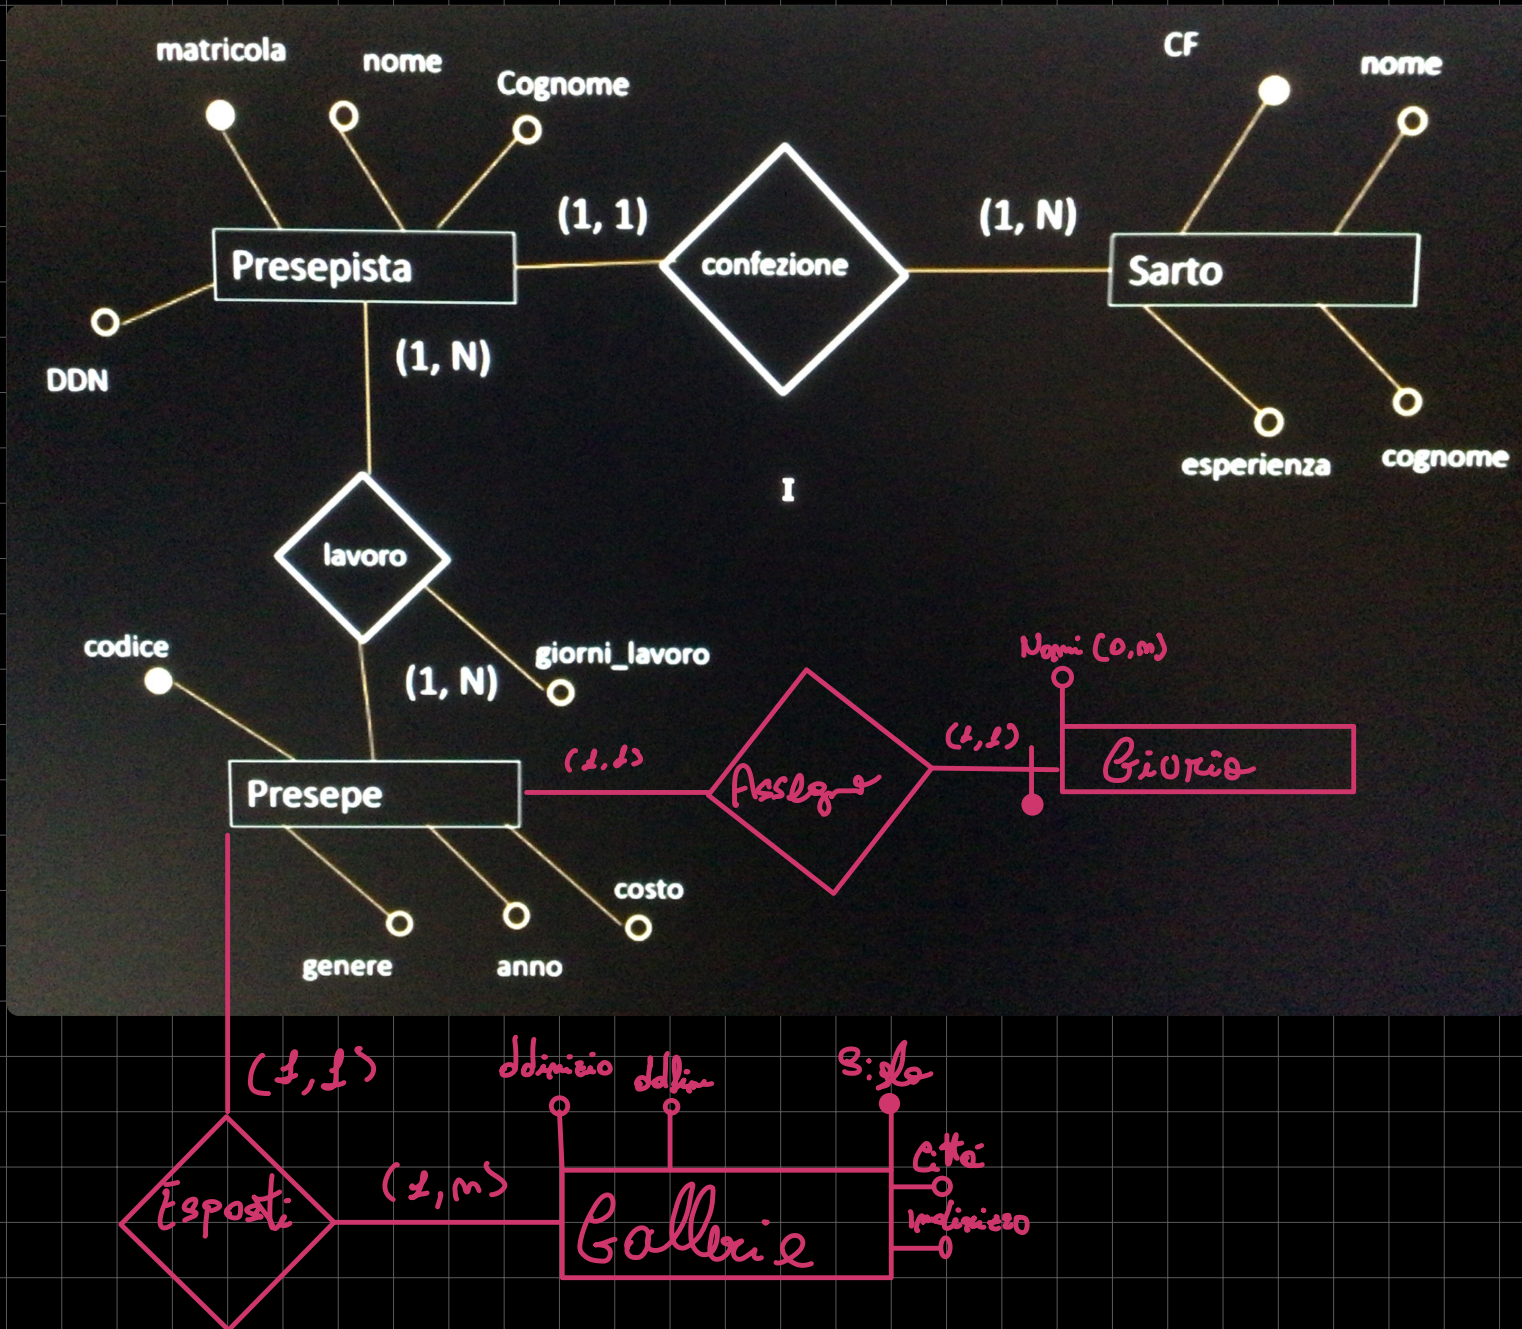 matricola
nome
Cognome
CF
nome
(1, 1)
(1, N)
Presepista
confezione
Sarto
DDN
(1, N)
esperienza
cognome
I
lavoro
codice
giorni_lavoro
(1, N)
Nomi (0,n)
(1,1)
(1,1)
Presepe
Assegna
Giuria
costo
genere
anno
(1,1)
ddinizio
ddfine
Sigla
Città
Esposti
(1,n)
Gallerie
indirizzo